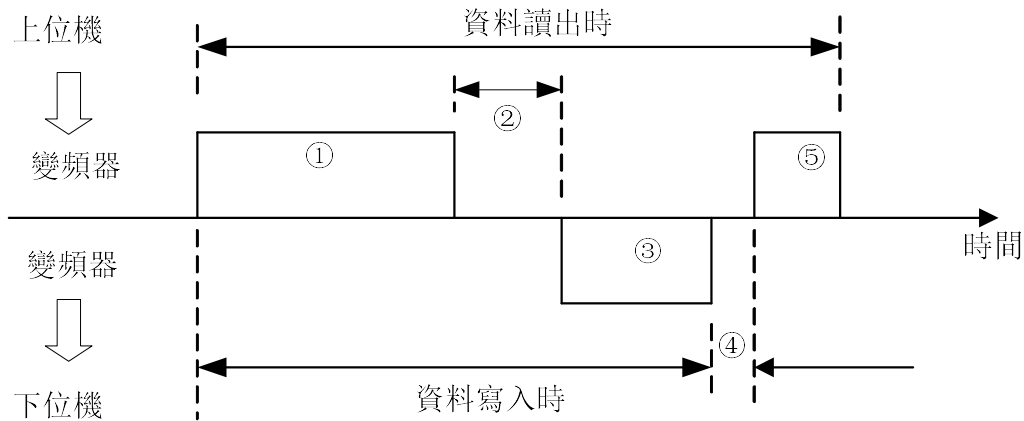 資料讀出時
上位機
②
①
⑤
變頻器
時間
③
變頻器
④
資料寫入時
下位機